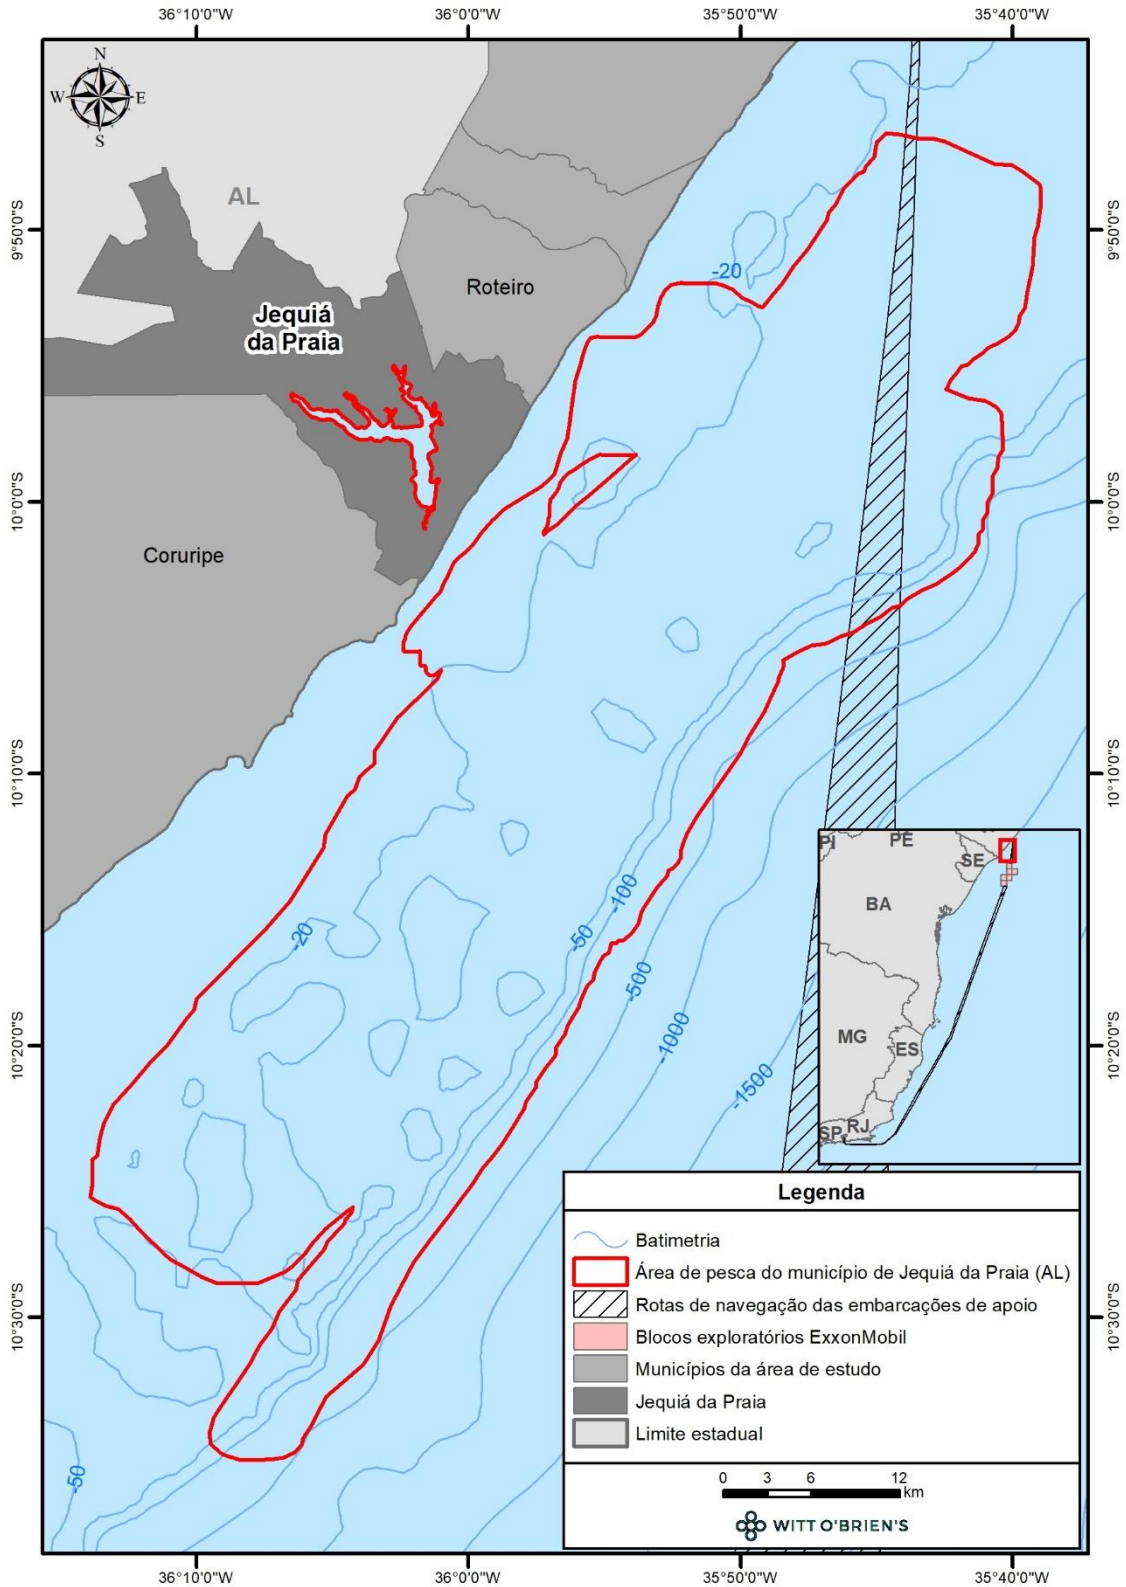 36°10'0"W 36°0'0"W 35°50'0"W 35°40'0"W
N
W E
S
AL
9°50'0"S 9°50'0"S
-20
Roteiro
Jequiá
da Praia
10°0'0"S 10°0'0"S
Coruripe
10°10'0"S 10°10'0"S
PI PE
SE
BA
-100
-20
-50
-500
-1000
MG
ES
10°20'0"S 10°20'0"S
-1500
SP RJ
Legenda
Batimetria
Área de pesca do município de Jequiá da Praia (AL)
Rotas de navegação das embarcações de apoio
10°30'0"S 10°30'0"S
Blocos exploratórios ExxonMobil
Municípios da área de estudo
Jequiá da Praia
Limite estadual
-50
0 3 6 12
km
WITT O'BRIEN'S
36°10'0"W 36°0'0"W 35°50'0"W 35°40'0"W